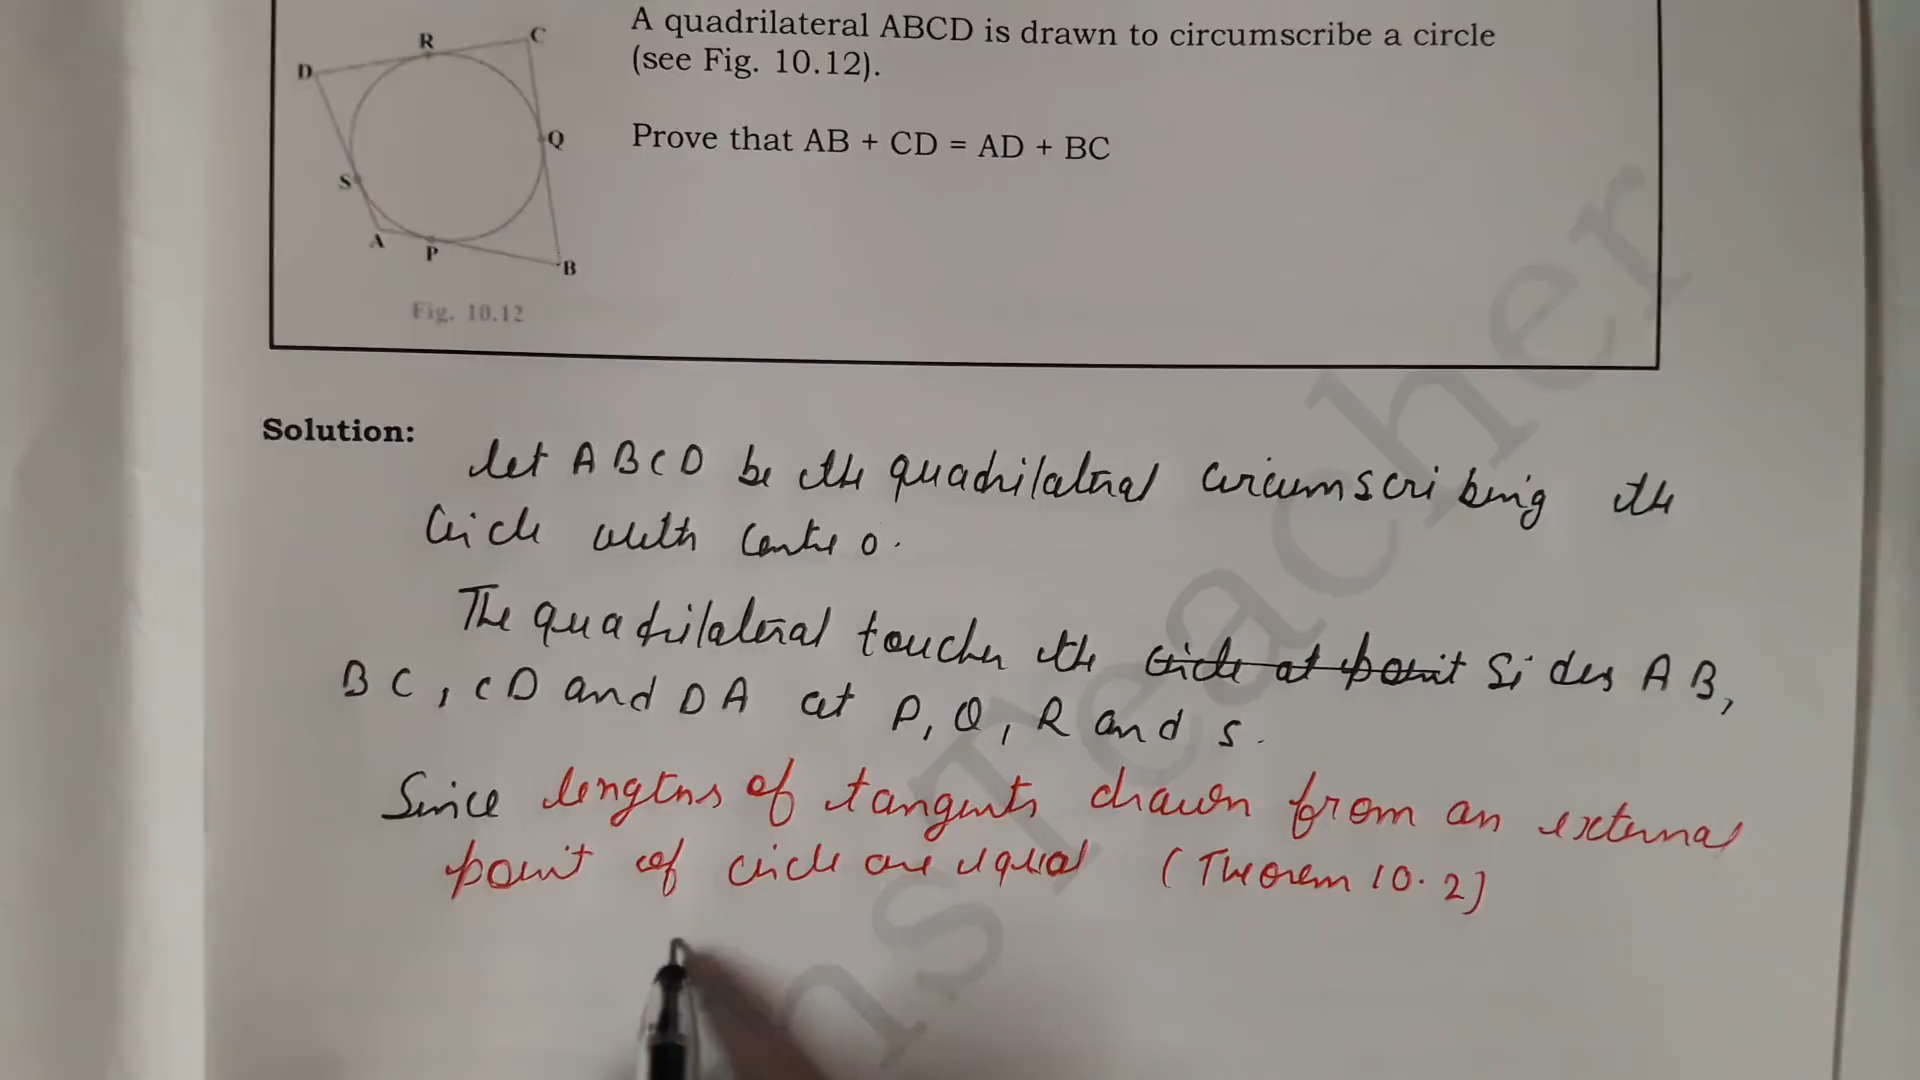 A quadrilateral ABCD is drawn to circumscribe a circle
(see Fig. 10.12).
Prove that AB + CD = AD + BC
R
C
D
Q
S
A
P
B
Fig. 10.12
Solution:
Let ABCD be the quadrilateral circumscribing the
circle with centre O.
The quadrilateral touches the circle at point Sides AB,
BC, CD and DA at P, Q, R and S.
Since lengths of tangents drawn from an external
point of circle are equal (Theorem 10.2)
ns Teacher